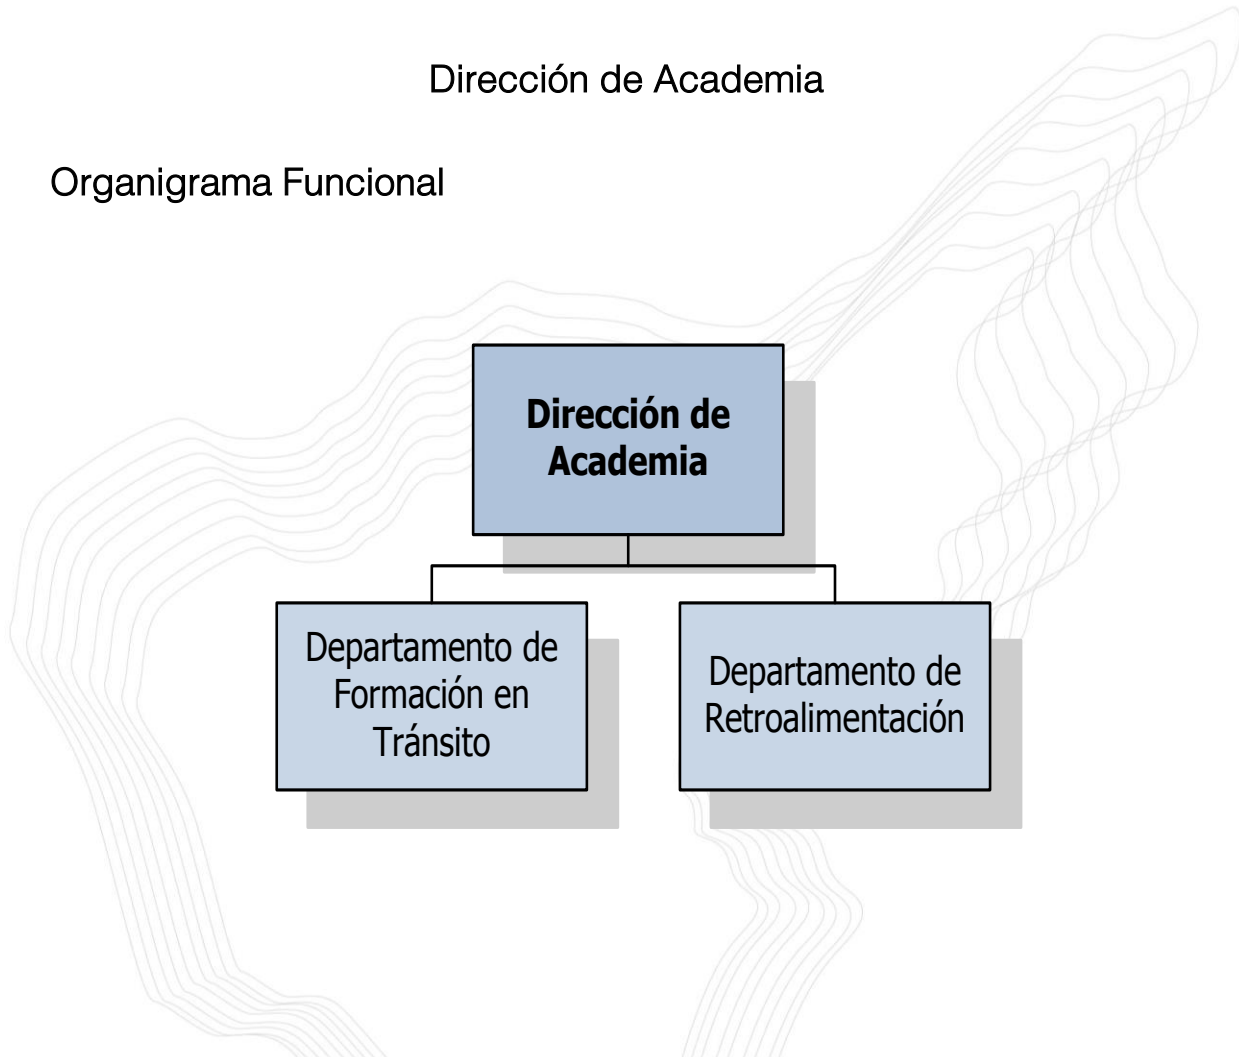 Dirección de Academia
Organigrama Funcional
Dirección de
Academia
Departamento de
Formación en
Tránsito
Departamento de
Retroalimentación